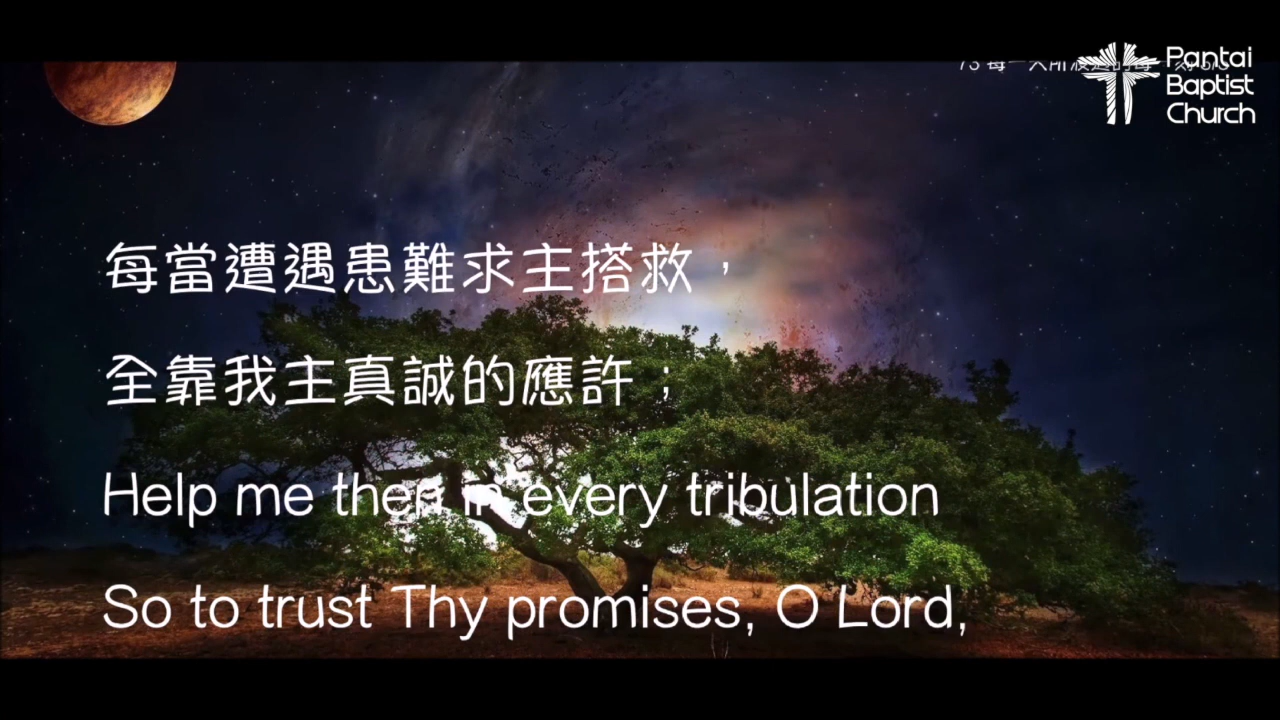 Pantai
Baptist
Church
每當遭遇患難求主搭救，
全靠我主真誠的應許；
Help me then in every tribulation
So to trust Thy promises, O Lord,